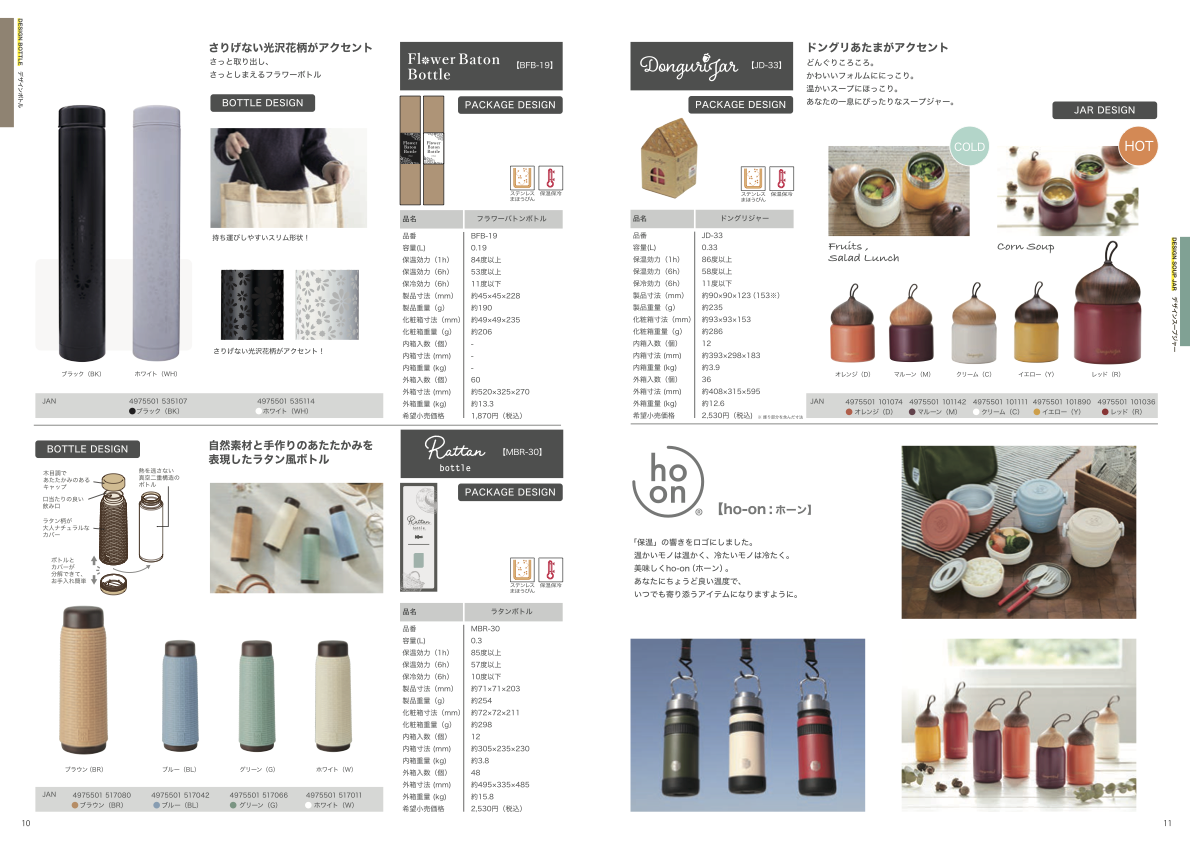 DESIGN BOTTLE デザインボトル
さりげない光沢花柄がアクセント
さっと取り出し、
さっとしまえるフラワーボトル
BOTTLE DESIGN
持ち運びしやすいスリム形状！
さりげない光沢花柄がアクセント！
ブラック（BK）
ホワイト（WH）
JAN
4975501 535107
ブラック（BK）
4975501 535114
ホワイト（WH）
Flower Baton
Bottle
【BFB-19】
PACKAGE DESIGN
Flower
Baton
Bottle
Flower
Baton
Bottle
ステンレス
まほうびん
保温保冷
品名 フラワーバトンボトル
品番 BFB-19
容量(L) 0.19
保温効力（1h） 84度以上
保温効力（6h） 53度以上
保冷効力（6h） 11度以下
製品寸法（mm） 約45×45×228
製品重量（g） 約190
化粧箱寸法（mm） 約49×49×235
化粧箱重量（g） 約206
内箱入数（個） -
内箱寸法 (mm) -
内箱重量 (kg) -
外箱入数（個） 60
外箱寸法 (mm) 約520×325×270
外箱重量 (kg) 約13.3
希望小売価格 1,870円（税込）
BOTTLE DESIGN
自然素材と手作りのあたたかみを
表現したラタン風ボトル
木目調で
あたたかみのある
キャップ
口当たりの良い
飲み口
ラタン柄が
大人ナチュラルな
カバー
ボトルと
カバーが
分解できて、
お手入れ簡単
熱を逃さない
真空二重構造の
ボトル
ブラウン(BR)
ブルー（BL）
グリーン（G）
ホワイト（W）
JAN
4975501 517080
ブラウン（BR）
4975501 517042
ブルー（BL）
4975501 517066
グリーン（G）
4975501 517011
ホワイト（W）
Rattan
bottle
【MBR-30】
PACKAGE DESIGN
Rattan
bottle
ステンレス
まほうびん
保温保冷
品名 ラタンボトル
品番 MBR-30
容量(L) 0.3
保温効力（1h） 85度以上
保温効力（6h） 57度以上
保冷効力（6h） 10度以下
製品寸法（mm） 約71×71×203
製品重量（g） 約254
化粧箱寸法（mm） 約72×72×211
化粧箱重量（g） 約298
内箱入数（個） 12
内箱寸法 (mm) 約305×235×230
内箱重量 (kg) 約3.8
外箱入数（個） 48
外箱寸法 (mm) 約495×335×485
外箱重量 (kg) 約15.8
希望小売価格 2,530円（税込）
10
DonguriJar
【JD-33】
PACKAGE DESIGN
ステンレス
まほうびん
保温保冷
品名 ドングリジャー
品番 JD-33
容量(L) 0.33
保温効力（1h） 86度以上
保温効力（6h） 58度以上
保冷効力（6h） 11度以下
製品寸法（mm） 約90×90×123（153※）
製品重量（g） 約235
化粧箱寸法（mm） 約93×93×153
化粧箱重量（g） 約286
内箱入数（個） 12
内箱寸法 (mm) 約393×298×183
内箱重量 (kg) 約3.9
外箱入数（個） 36
外箱寸法 (mm) 約408×315×595
外箱重量 (kg) 約12.6
希望小売価格 2,530円（税込）
ドングリあたまがアクセント
どんぐりころころ。
かわいいフォルムににっこり。
温かいスープにほっこり。
あなたの一息にぴったりなスープジャー。
JAR DESIGN
COLD
HOT
Fruits ,
Salad Lunch
Corn Soup
オレンジ（D）
マルーン（M）
クリーム（C）
イエロー（Y）
レッド（R）
JAN
4975501 101074
オレンジ（D）
4975501 101142
マルーン（M）
4975501 101111
クリーム（C）
4975501 101890
イエロー（Y）
4975501 101036
レッド（R）
DESIGN SOUP JAR デザインスープジャー
ho
on
®
【ho-on：ホーン】
「保温」の響きをロゴにしました。
温かいモノは温かく、冷たいモノは冷たく。
美味しくho-on（ホーン）。
あなたにちょうど良い温度で、
いつでも寄り添うアイテムになりますように。
11